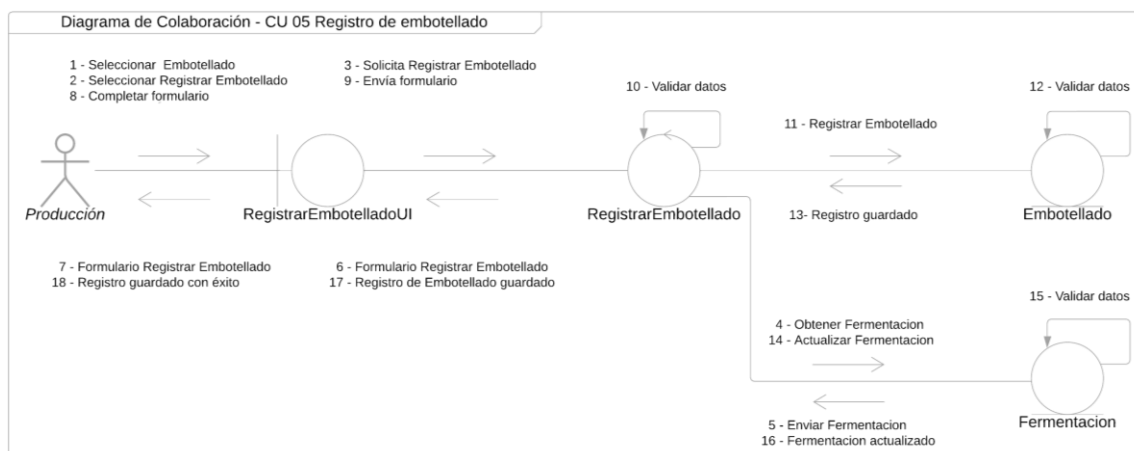 Diagrama de Colaboración - CU 05 Registro de embotellado
1 - Seleccionar Embotellado
2 - Seleccionar Registrar Embotellado
8 - Completar formulario
3 - Solicita Registrar Embotellado
9 - Envía formulario
10 - Validar datos
12 - Validar datos
11 - Registrar Embotellado
Producción
RegistrarEmbotelladoUI
RegistrarEmbotellado
13- Registro guardado
Embotellado
7 - Formulario Registrar Embotellado
18 - Registro guardado con éxito
6 - Formulario Registrar Embotellado
17 - Registro de Embotellado guardado
15 - Validar datos
4 - Obtener Fermentacion
14 - Actualizar Fermentacion
5 - Enviar Fermentacion
16 - Fermentacion actualizado
Fermentacion